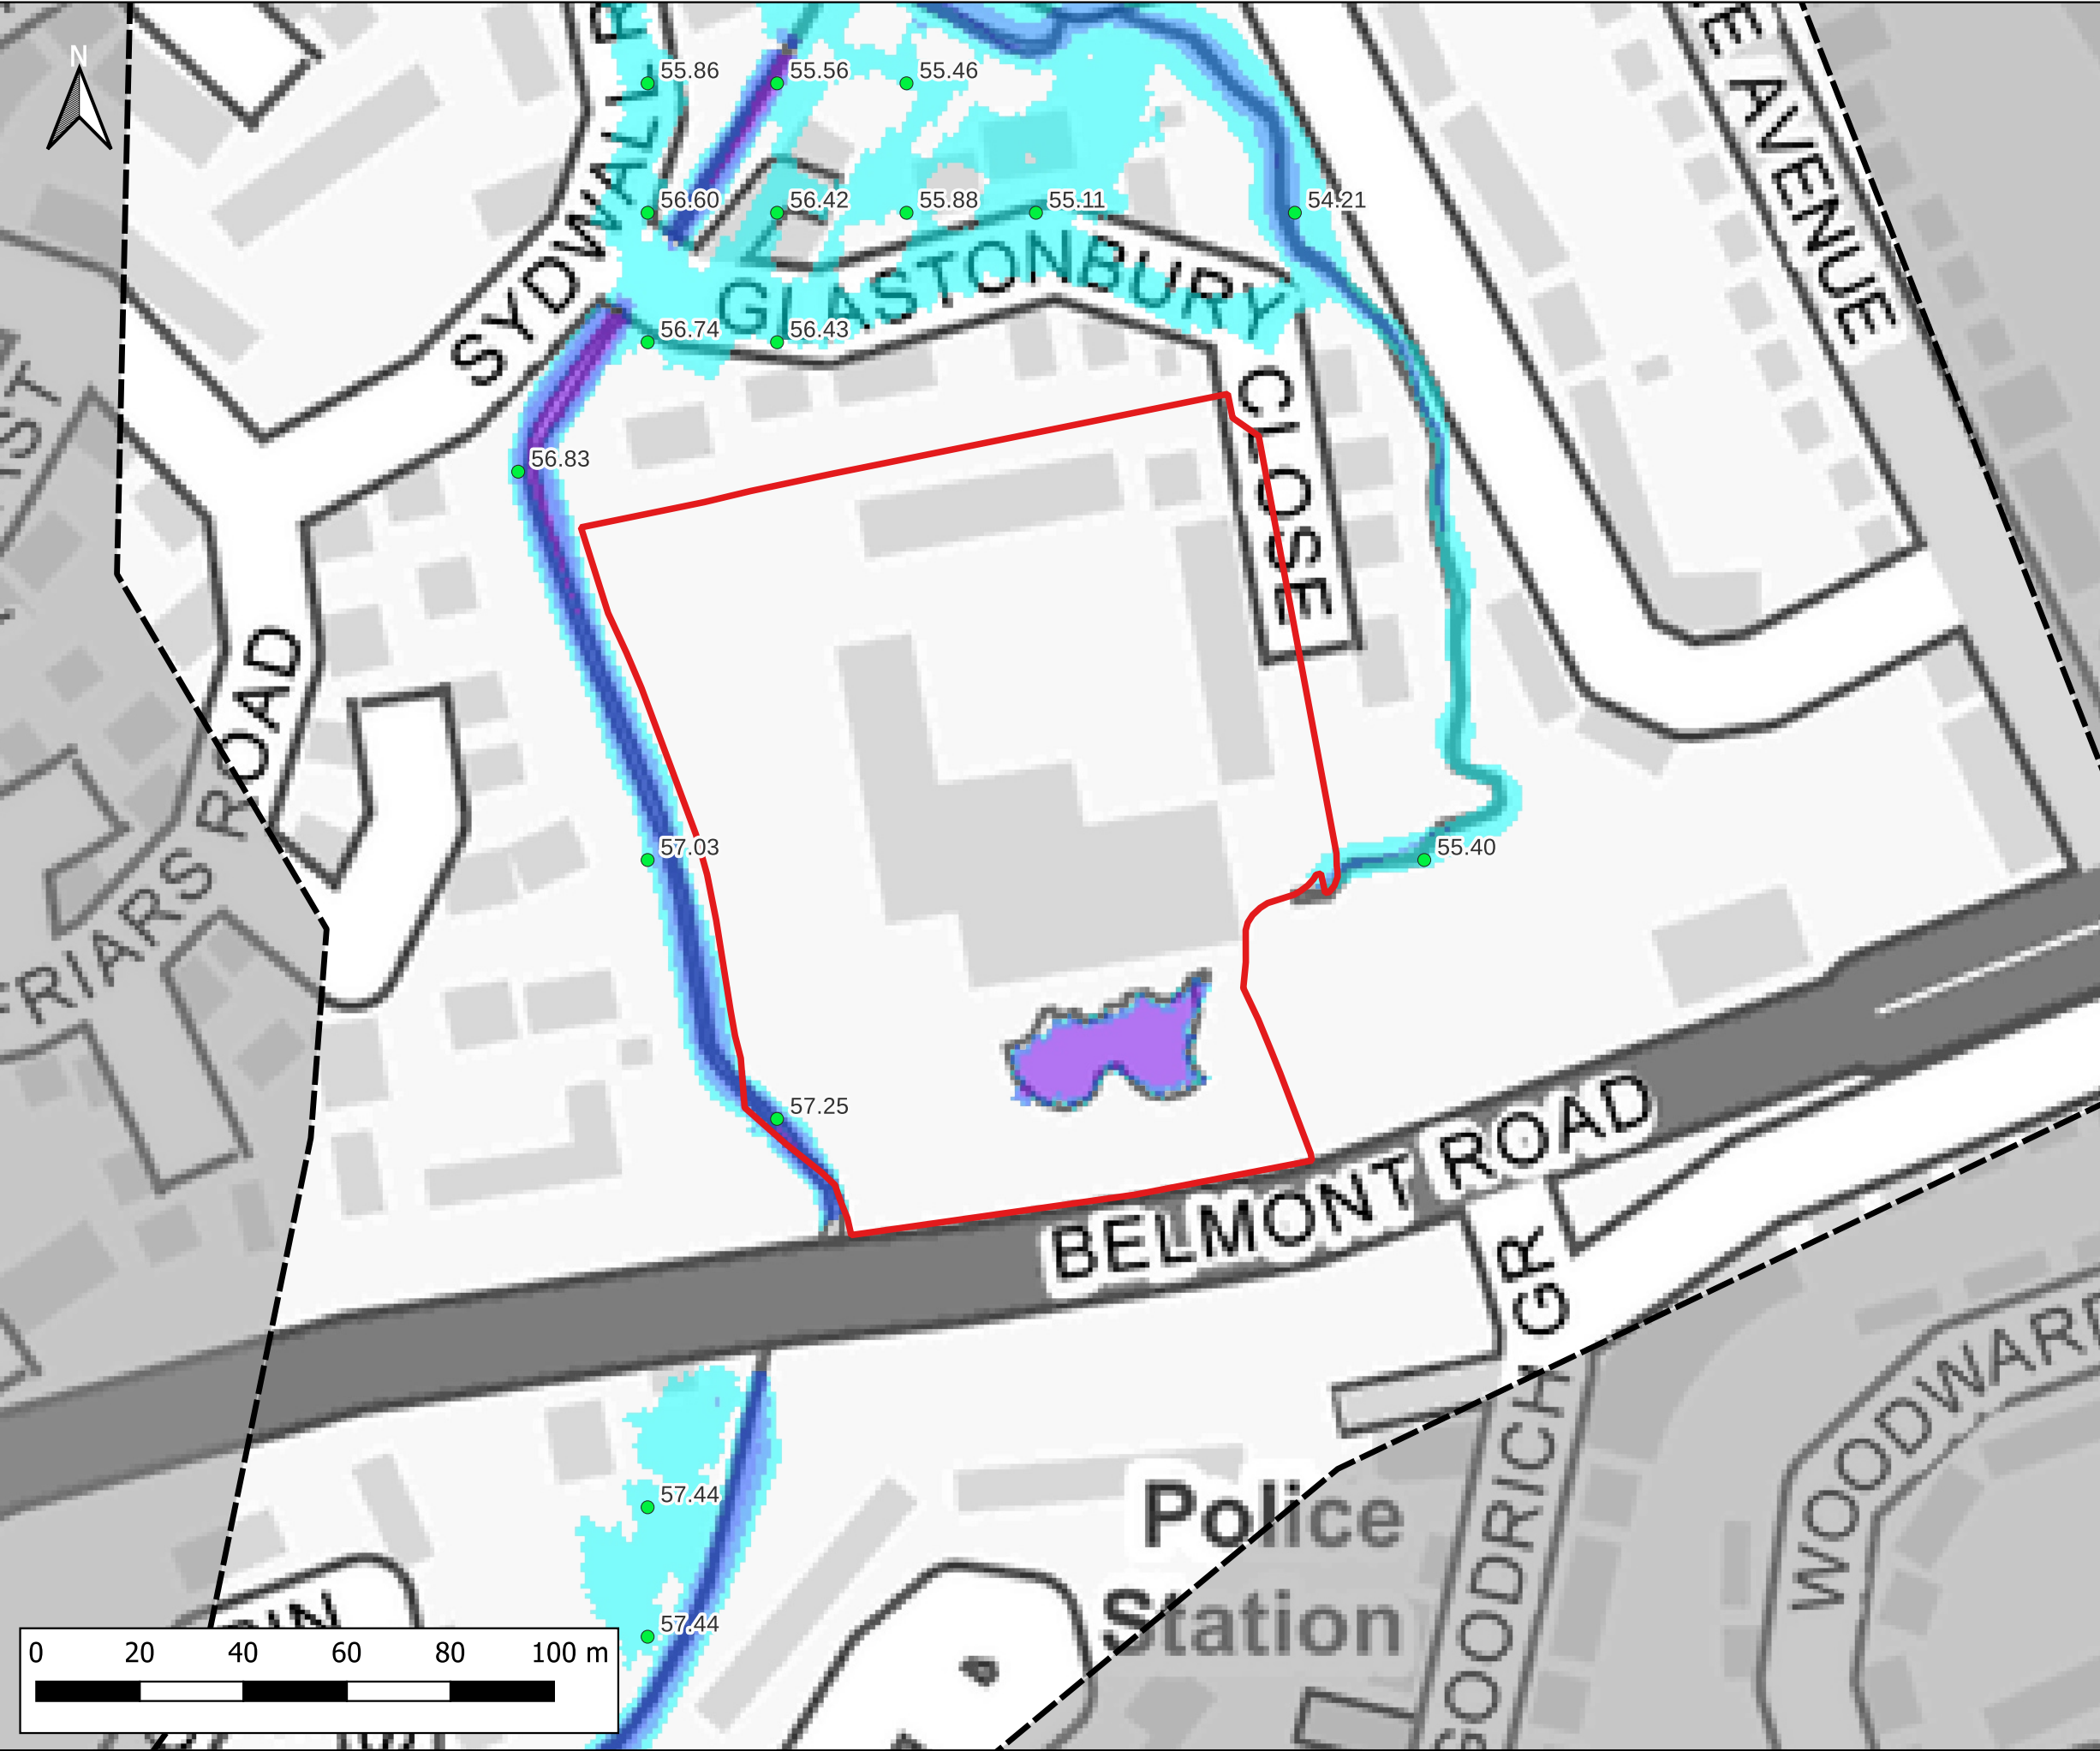 N
55.86
55.56
55.46
56.60
56.42
55.88
55.11
54.21
56.74
56.43
56.83
57.03
55.40
57.25
57.44
57.44
SYDWALL R
GLASTONBURY
CLOSE
AVENUE
ROAD
FRIARS
BELMONT ROAD
GR
GOODRICH
WOODWARD
Police
Station
0 20 40 60 80 100 m